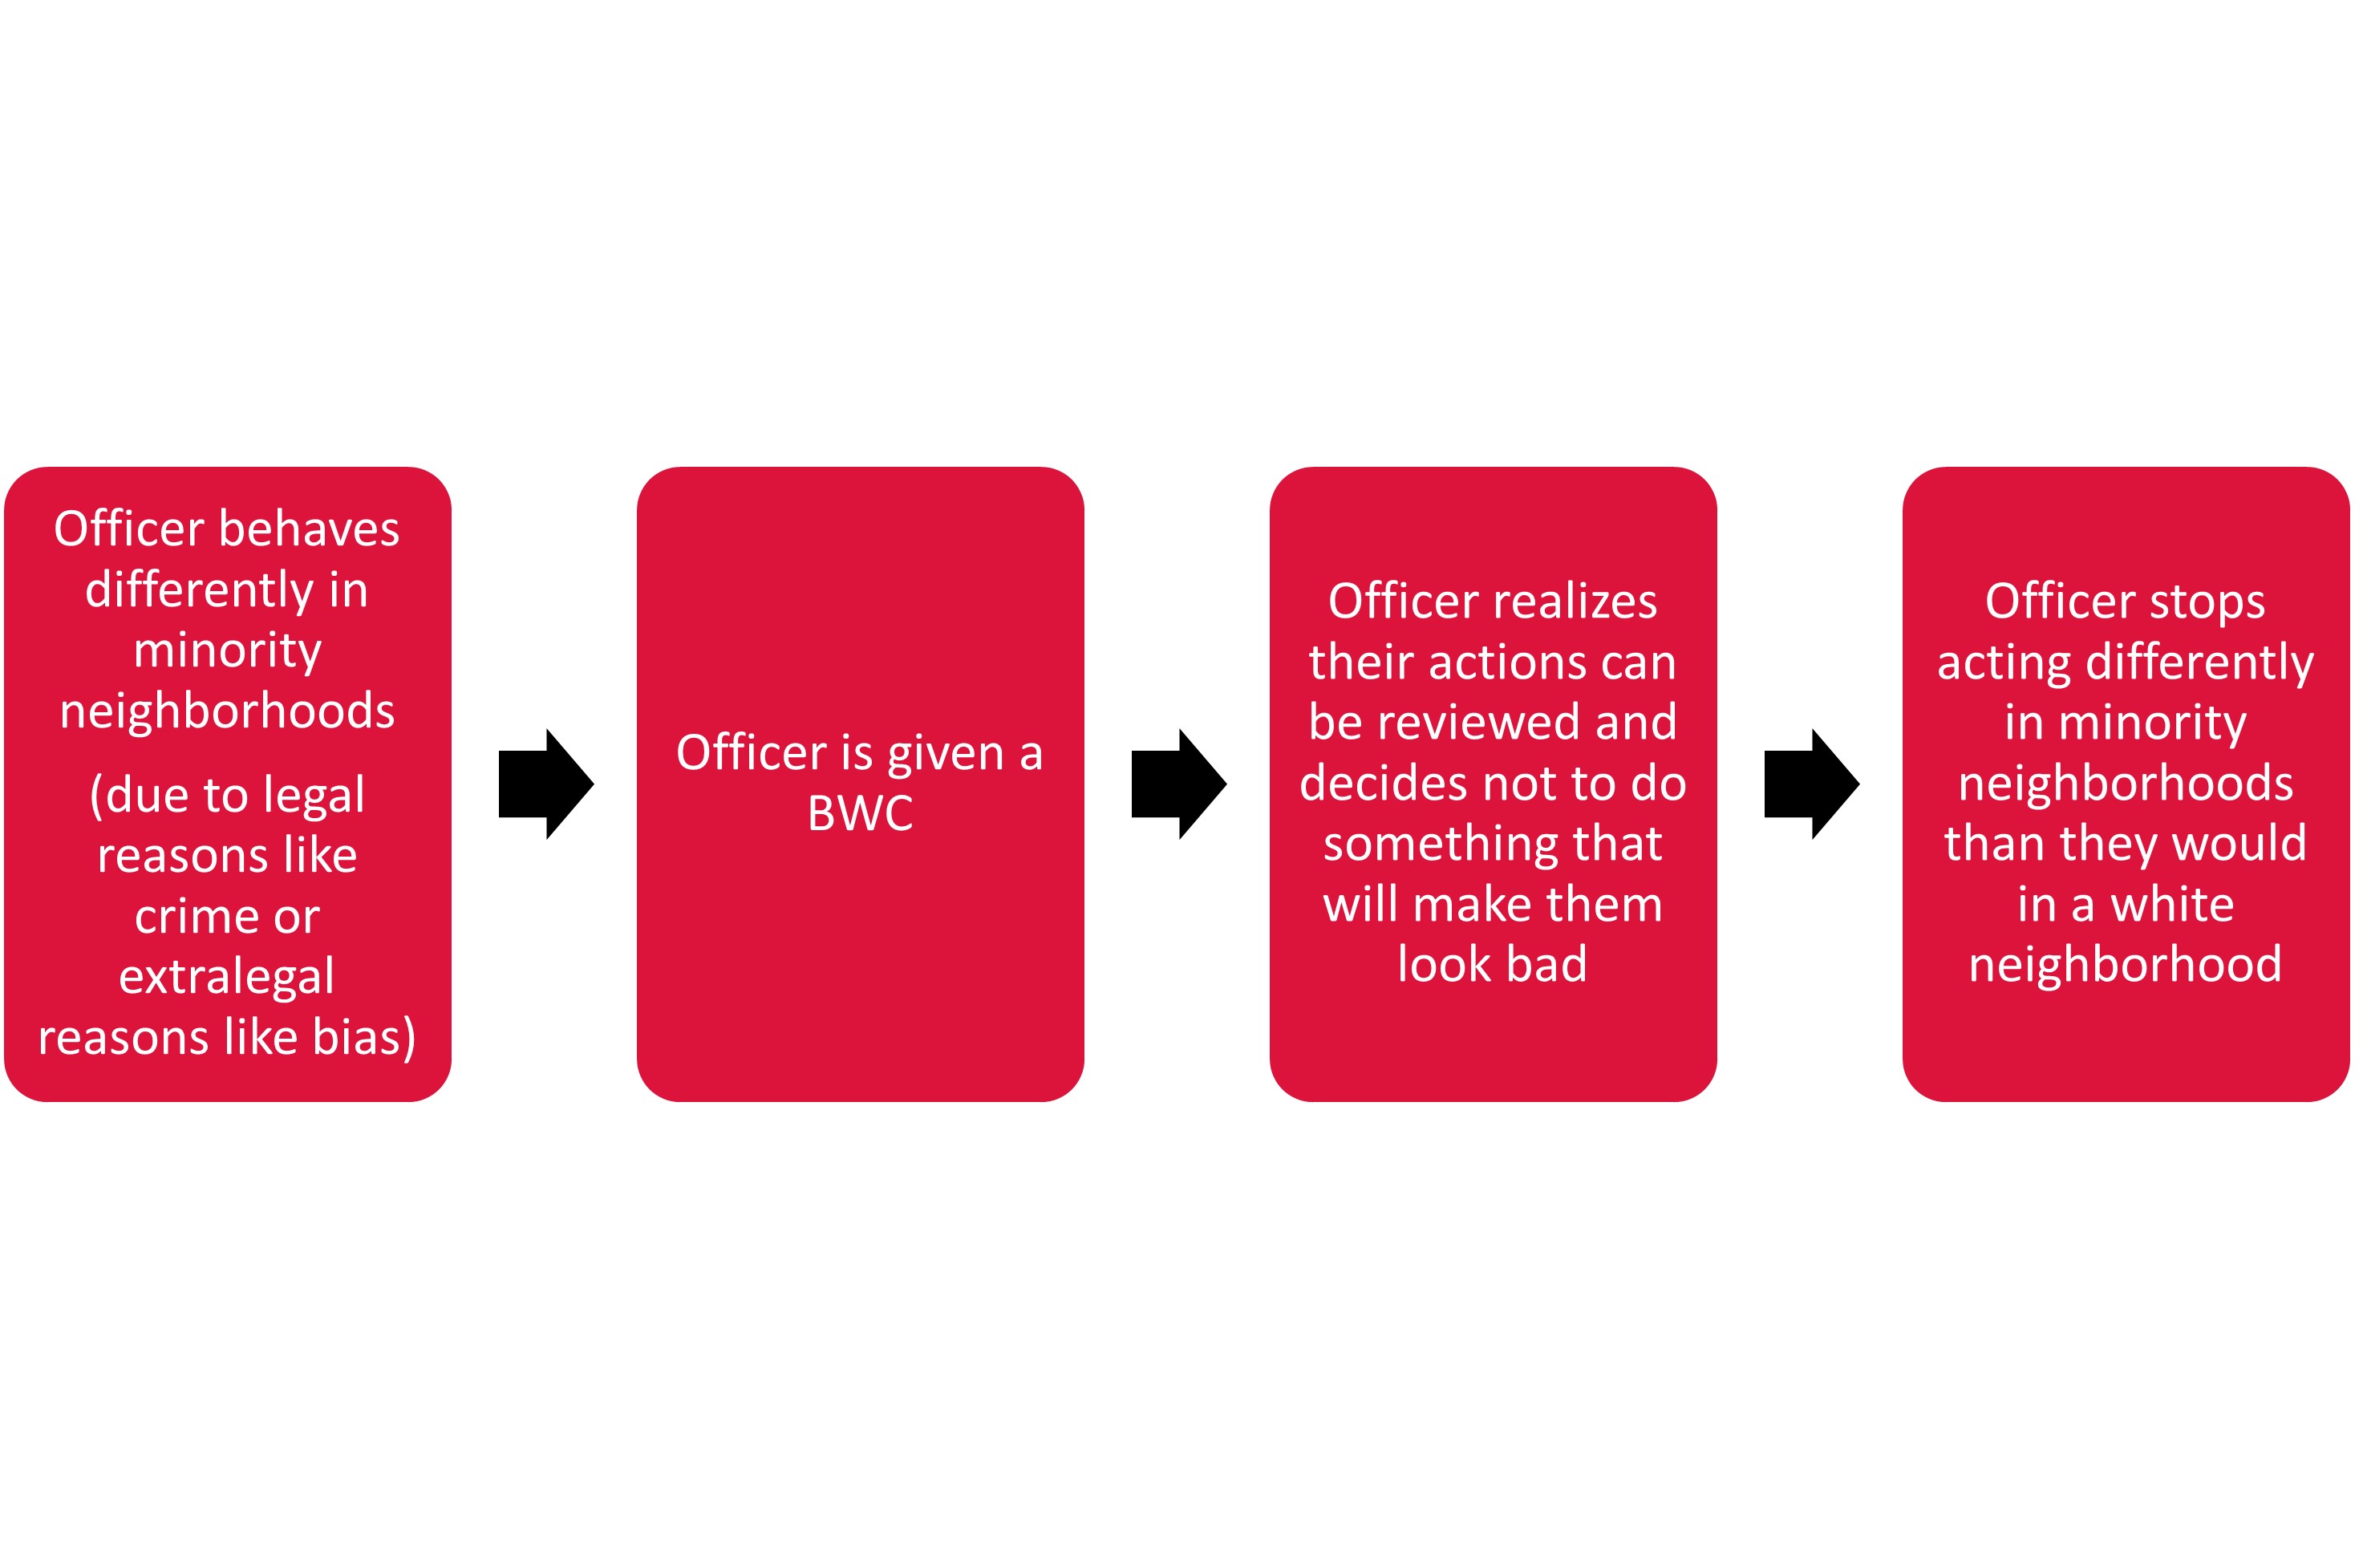 Officer behaves
differently in
minority
neighborhoods
(due to legal
reasons like
crime or
extralegal
reasons like bias)
Officer is given a
BWC
Officer realizes
their actions can
be reviewed and
decides not to do
something that
will make them
look bad
Officer stops
acting differently
in minority
neighborhoods
than they would
in a white
neighborhood